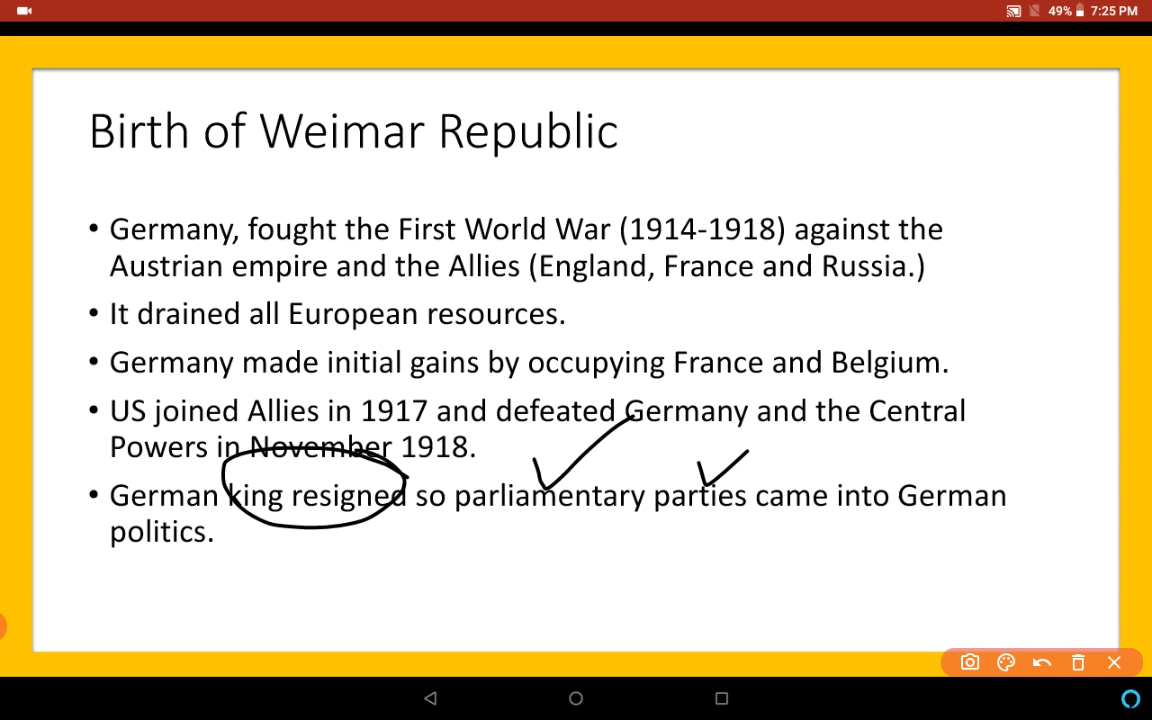 49% 7:25 PM
Birth of Weimar Republic
• Germany, fought the First World War (1914-1918) against the
Austrian empire and the Allies (England, France and Russia.)
• It drained all European resources.
• Germany made initial gains by occupying France and Belgium.
• US joined Allies in 1917 and defeated Germany and the Central
Powers in November 1918.
• German king resigned so parliamentary parties came into German
politics.